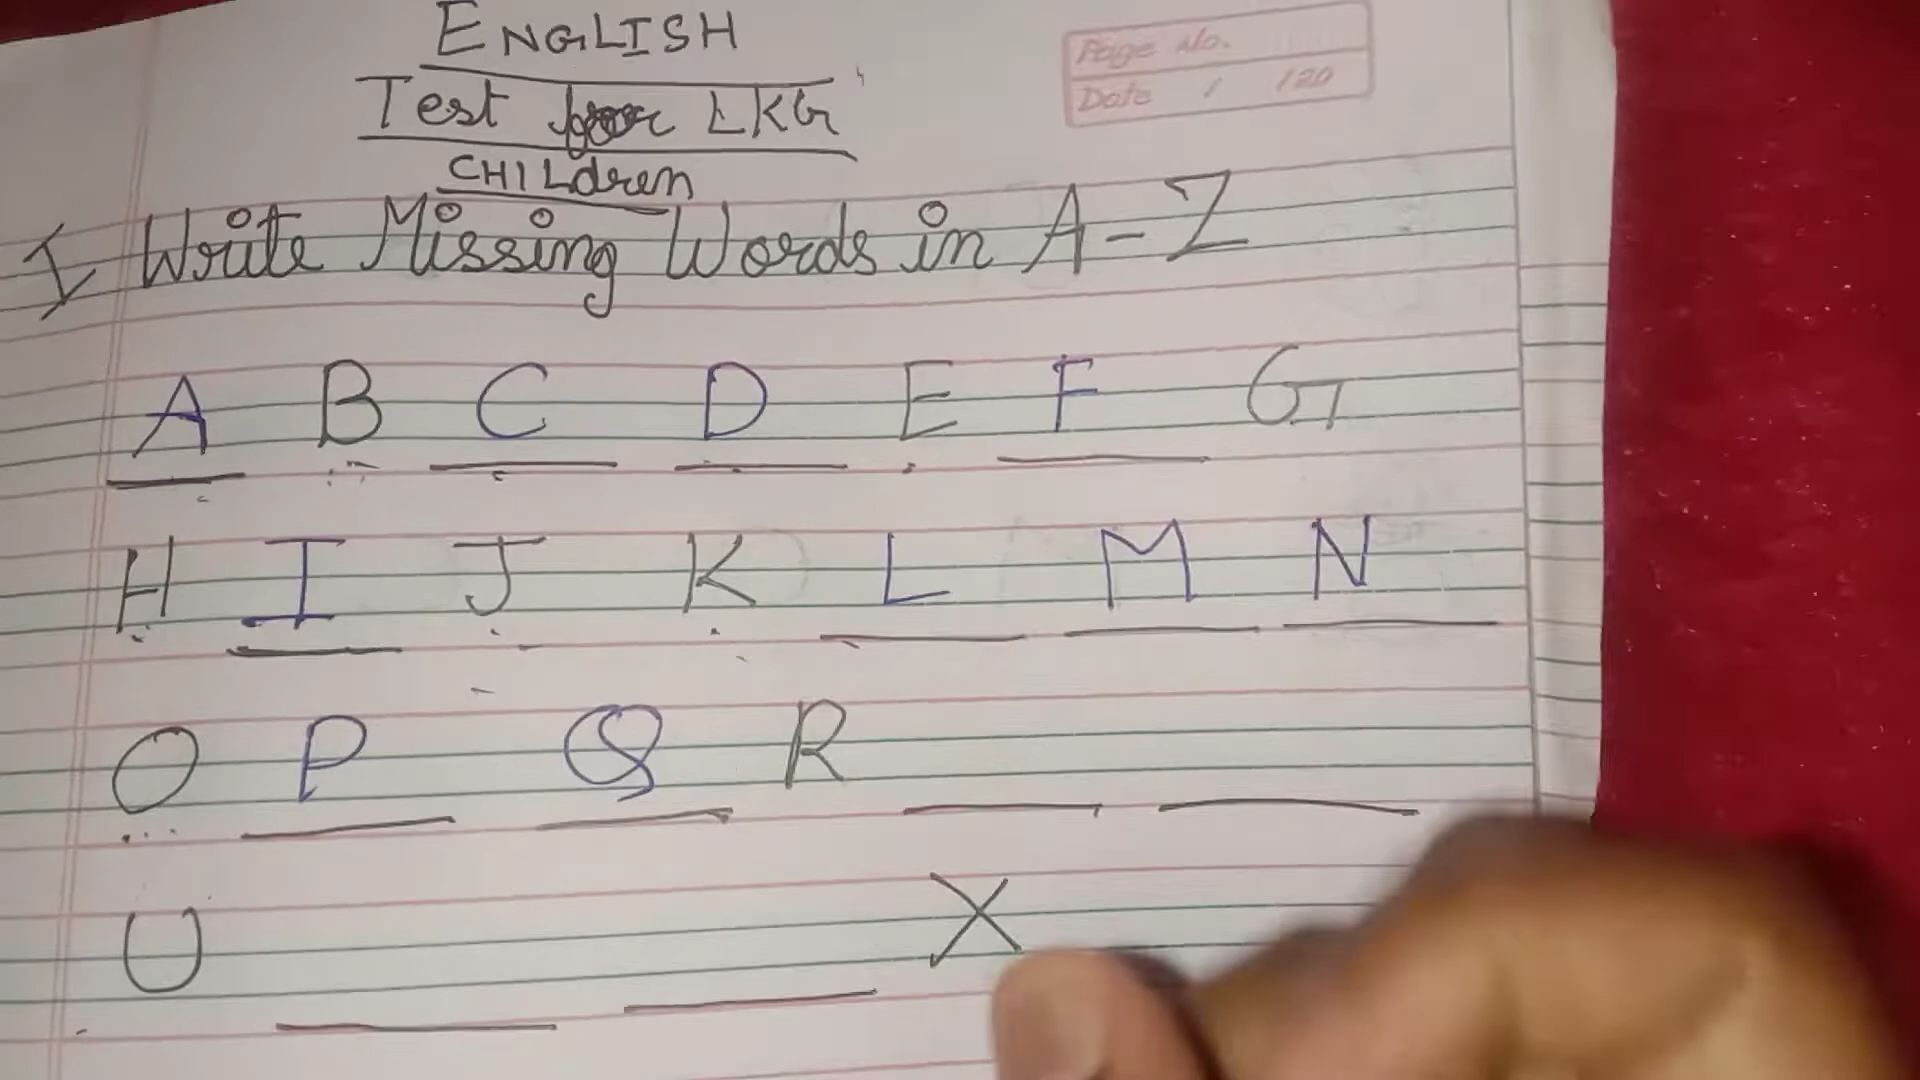 ENGLISH
Page No.
Test for LKG
Date / /20
CHILdren
I Write Missing Words in A-Z
A B C D E F G
H I J K L M N
O P Q R
U X